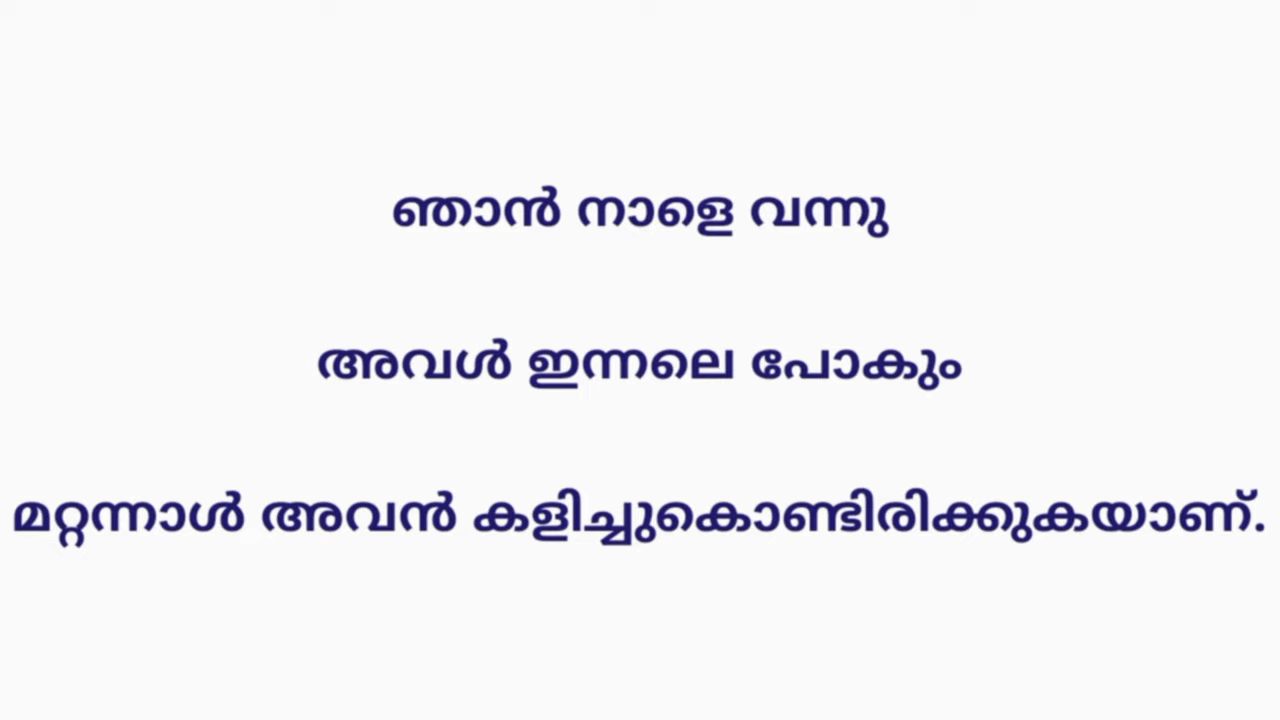 ഞാൻ നാളെ വന്നു
അവൾ ഇന്നലെ പോകും
മറ്റന്നാൾ അവൻ കളിച്ചുകൊണ്ടിരിക്കുകയാണ്.